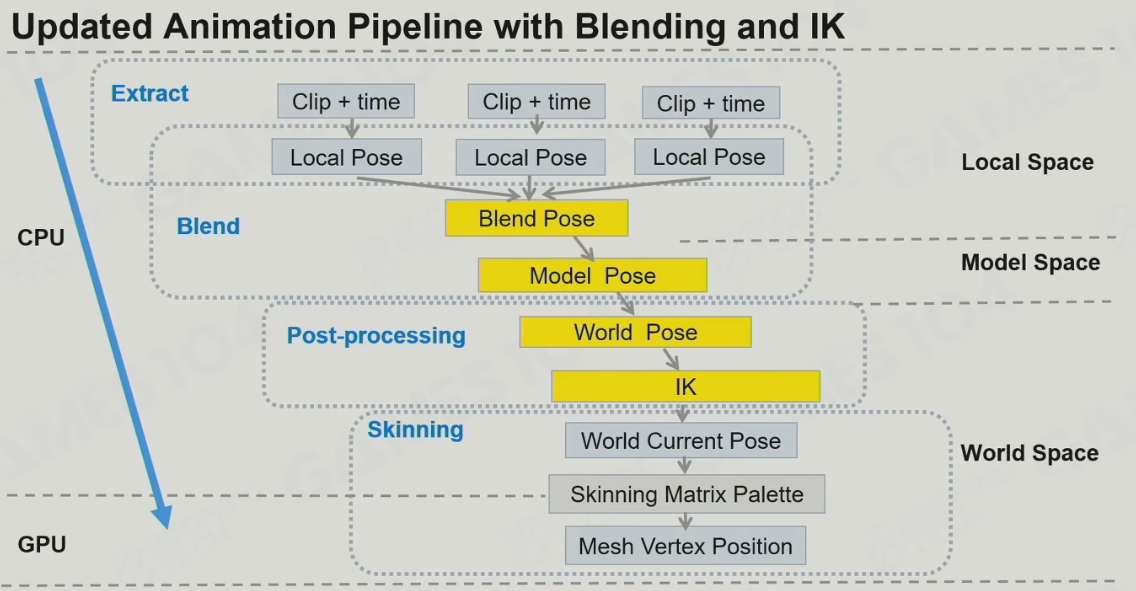 Updated Animation Pipeline with Blending and IK
Extract
Clip + time
Clip + time
Clip + time
Local Pose
Local Pose
Local Pose
Local Space
Blend
Blend Pose
CPU
Model Space
Model Pose
Post-processing
World Pose
IK
Skinning
World Current Pose
World Space
Skinning Matrix Palette
GPU
Mesh Vertex Position
GAMES 104